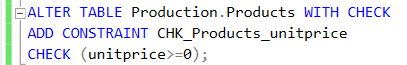 ALTER TABLE Production.Products WITH CHECK
ADD CONSTRAINT CHK_Products_unitprice
CHECK (unitprice>=0);